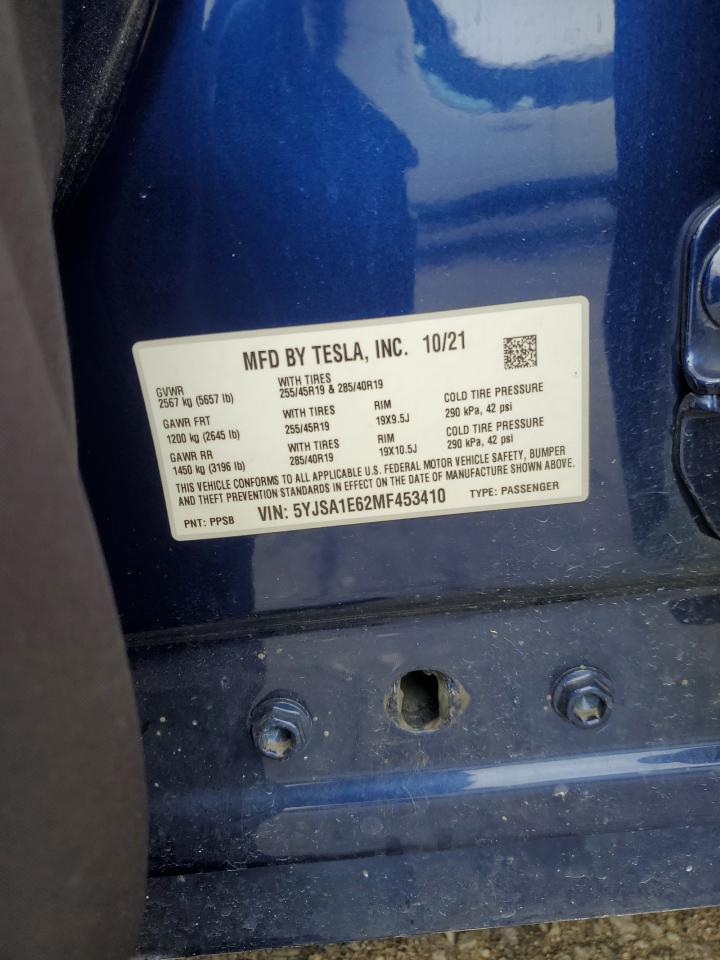 MFD BY TESLA, INC. 10/21
GVWR
2567 kg (5657 lb)
WITH TIRES
255/45R19 & 285/40R19
GAWR FRT
1200 kg (2645 lb)
WITH TIRES
255/45R19
RIM
19X9.5J
COLD TIRE PRESSURE
290 kPa, 42 psi
GAWR RR
1450 kg (3196 lb)
WITH TIRES
285/40R19
RIM
19X10.5J
COLD TIRE PRESSURE
290 kPa, 42 psi
THIS VEHICLE CONFORMS TO ALL APPLICABLE U.S. FEDERAL MOTOR VEHICLE SAFETY, BUMPER
AND THEFT PREVENTION STANDARDS IN EFFECT ON THE DATE OF MANUFACTURE SHOWN ABOVE.
PNT: PPSB VIN: 5YJSA1E62MF453410 TYPE: PASSENGER